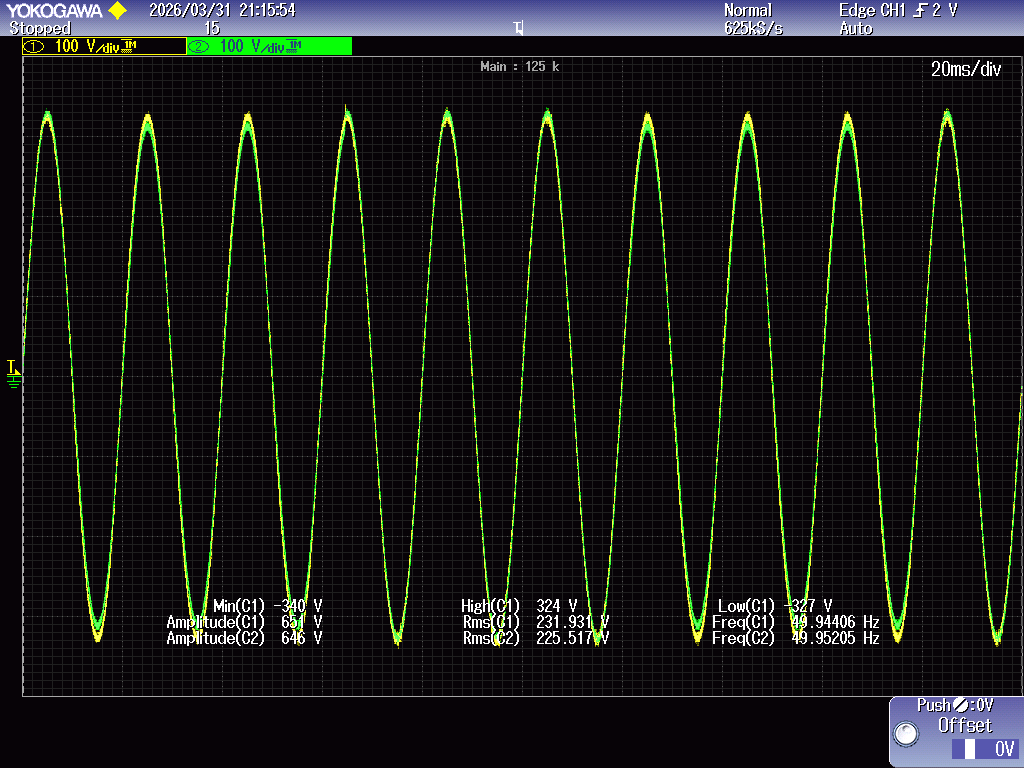 YOKOGAWA 2026/03/31 21:15:54 Normal Edge CH1 2 V
Stopped 15 625kS/s Auto
1 100 V/div 1M 2 100 V/div 1M
Main : 125 k
20ms/div
T
Min(C1) -340 V High(C1) 324 V Low(C1) -327 V
Amplitude(C1) 651 V Rms(C1) 231.931 V Freq(C1) 49.94406 Hz
Amplitude(C2) 646 V Rms(C2) 225.517 V Freq(C2) 49.95205 Hz
Push :0V
Offset
0V